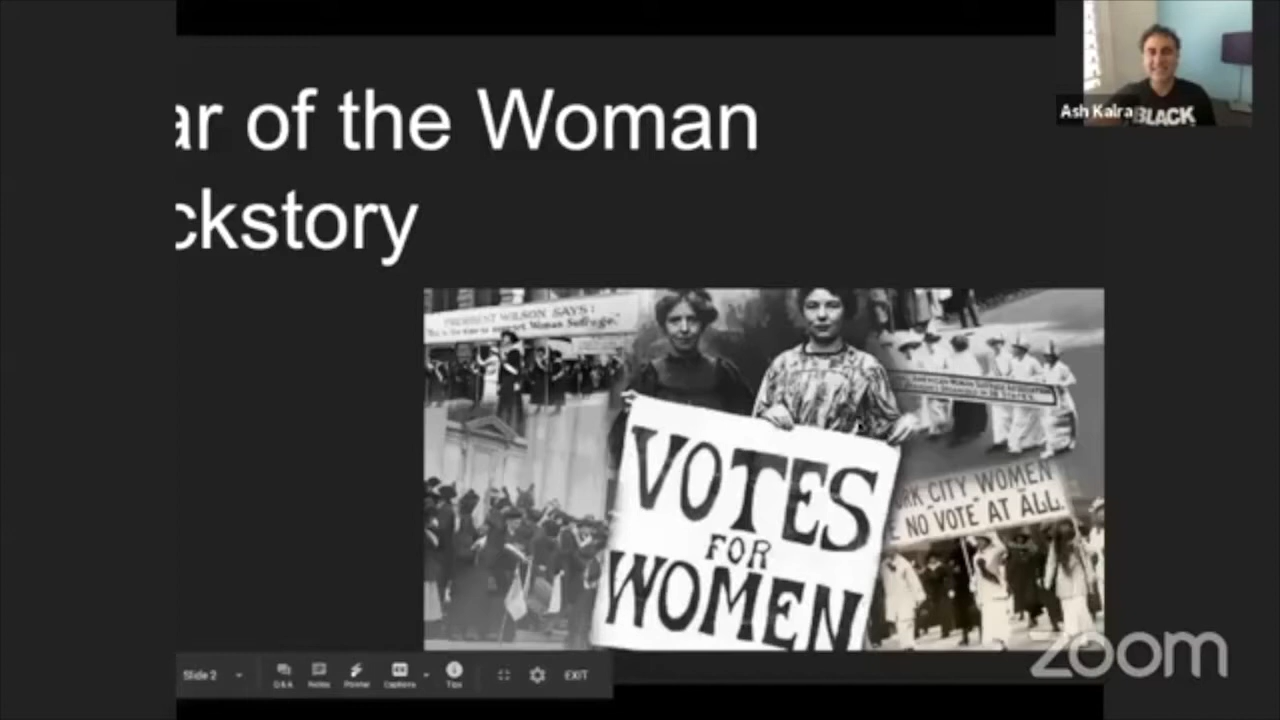 ar of the Woman
ckstory
Ash Kalra
BLACK
PRESIDENT WILSON SAYS:
Woman Suffrage."
VOTES
FOR
WOMEN
RK CITY WOMEN
NO VOTE AT ALL
zoom
Slide 2
Q&A
Notes
Pointer
Captions
Tips
EXIT